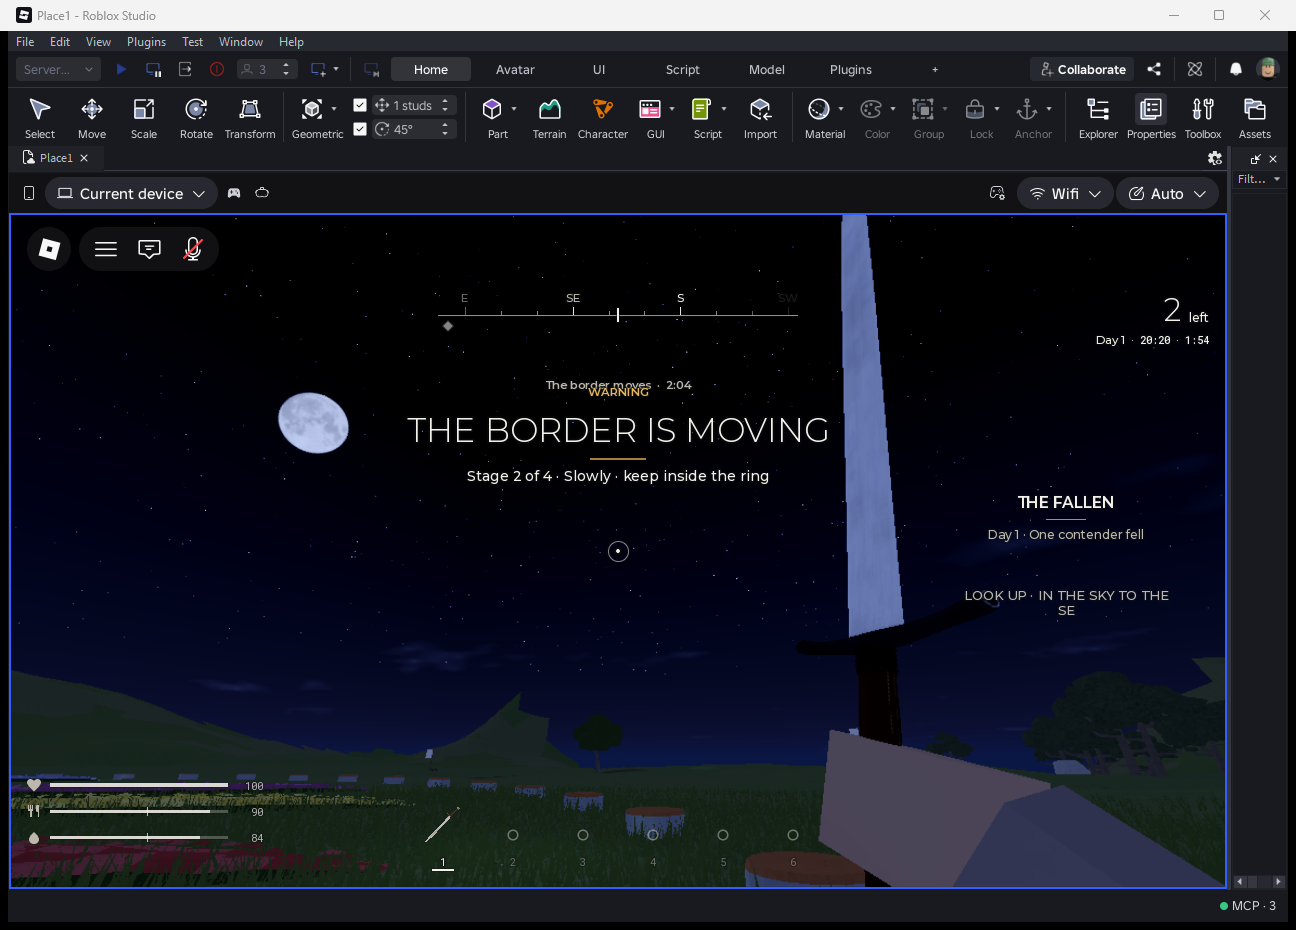 Place1 - Roblox Studio
File Edit View Plugins Test Window Help
Server... 3 Home Avatar UI Script Model Plugins + Collaborate
1 studs
45°
Select Move Scale Rotate Transform Geometric Part Terrain Character GUI Script Import Material Color Group Lock Anchor Explorer Properties Toolbox Assets
Place1
Filt...
Current device Wifi Auto
E SE S SW
2 left
Day 1 · 20:20 · 1:54
The border moves · 2:04
WARNING
THE BORDER IS MOVING
Stage 2 of 4 · Slowly · keep inside the ring
THE FALLEN
Day 1 · One contender fell
LOOK UP · IN THE SKY TO THE
SE
100
90
84
1 2 3 4 5 6
MCP · 3